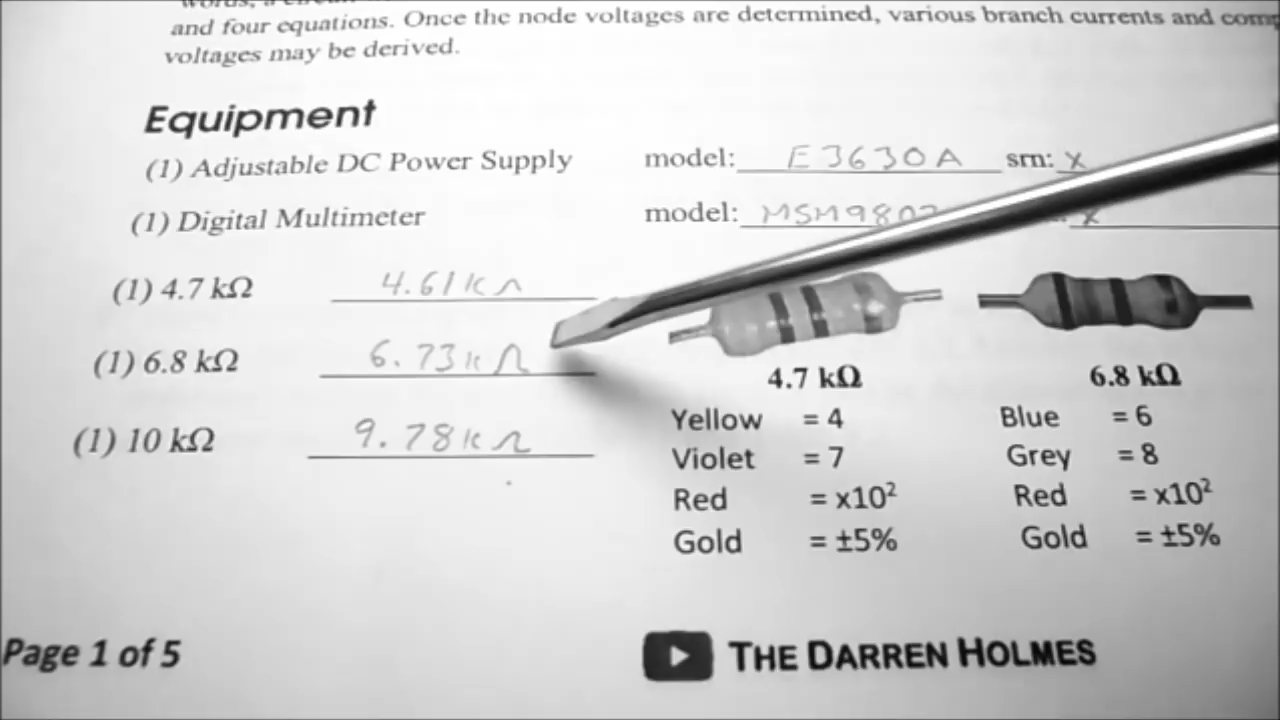 and four equations. Once the node voltages are determined, various branch currents and
voltages may be derived.
Equipment
(1) Adjustable DC Power Supply model: E3630A srn: X
(1) Digital Multimeter model: X
(1) 4.7 kΩ 4.61kΩ
(1) 6.8 kΩ 6.73kΩ
(1) 10 kΩ 9.78kΩ
4.7 kΩ 6.8 kΩ
Yellow = 4 Blue = 6
Violet = 7 Grey = 8
Red = x10² Red = x10²
Gold = ±5% Gold = ±5%
Page 1 of 5
THE DARREN HOLMES